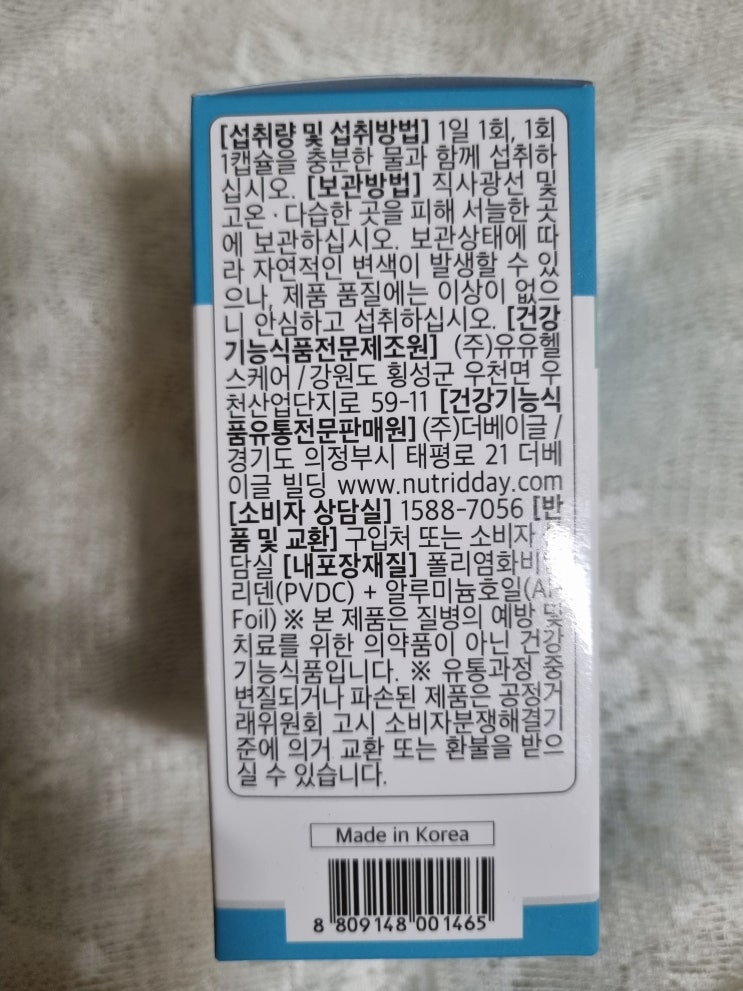 [섭취량 및 섭취방법] 1일 1회, 1회
1캡슐을 충분한 물과 함께 섭취하
십시오. [보관방법] 직사광선 및
고온·다습한 곳을 피해 서늘한 곳
에 보관하십시오. 보관상태에 따
라 자연적인 변색이 발생할 수 있
으나, 제품 품질에는 이상이 없으
니 안심하고 섭취하십시오. [건강
기능식품전문제조원] (주)유유헬
스케어/강원도 횡성군 우천면 우
천산업단지로 59-11 [건강기능식
품유통전문판매원] (주)더베이글/
경기도 의정부시 태평로 21 더베
이글 빌딩 www.nutridday.com
[소비자 상담실] 1588-7056 [반
품 및 교환] 구입처 또는 소비자
담실 [내포장재질] 폴리염화비
리덴(PVDC) + 알루미늄호일(Al-
Foil) ※ 본 제품은 질병의 예방 및
치료를 위한 의약품이 아닌 건강
기능식품입니다. ※ 유통과정 중
변질되거나 파손된 제품은 공정거
래위원회 고시 소비자분쟁해결기
준에 의거 교환 또는 환불을 받으
실 수 있습니다.
Made in Korea
8 809148 001465